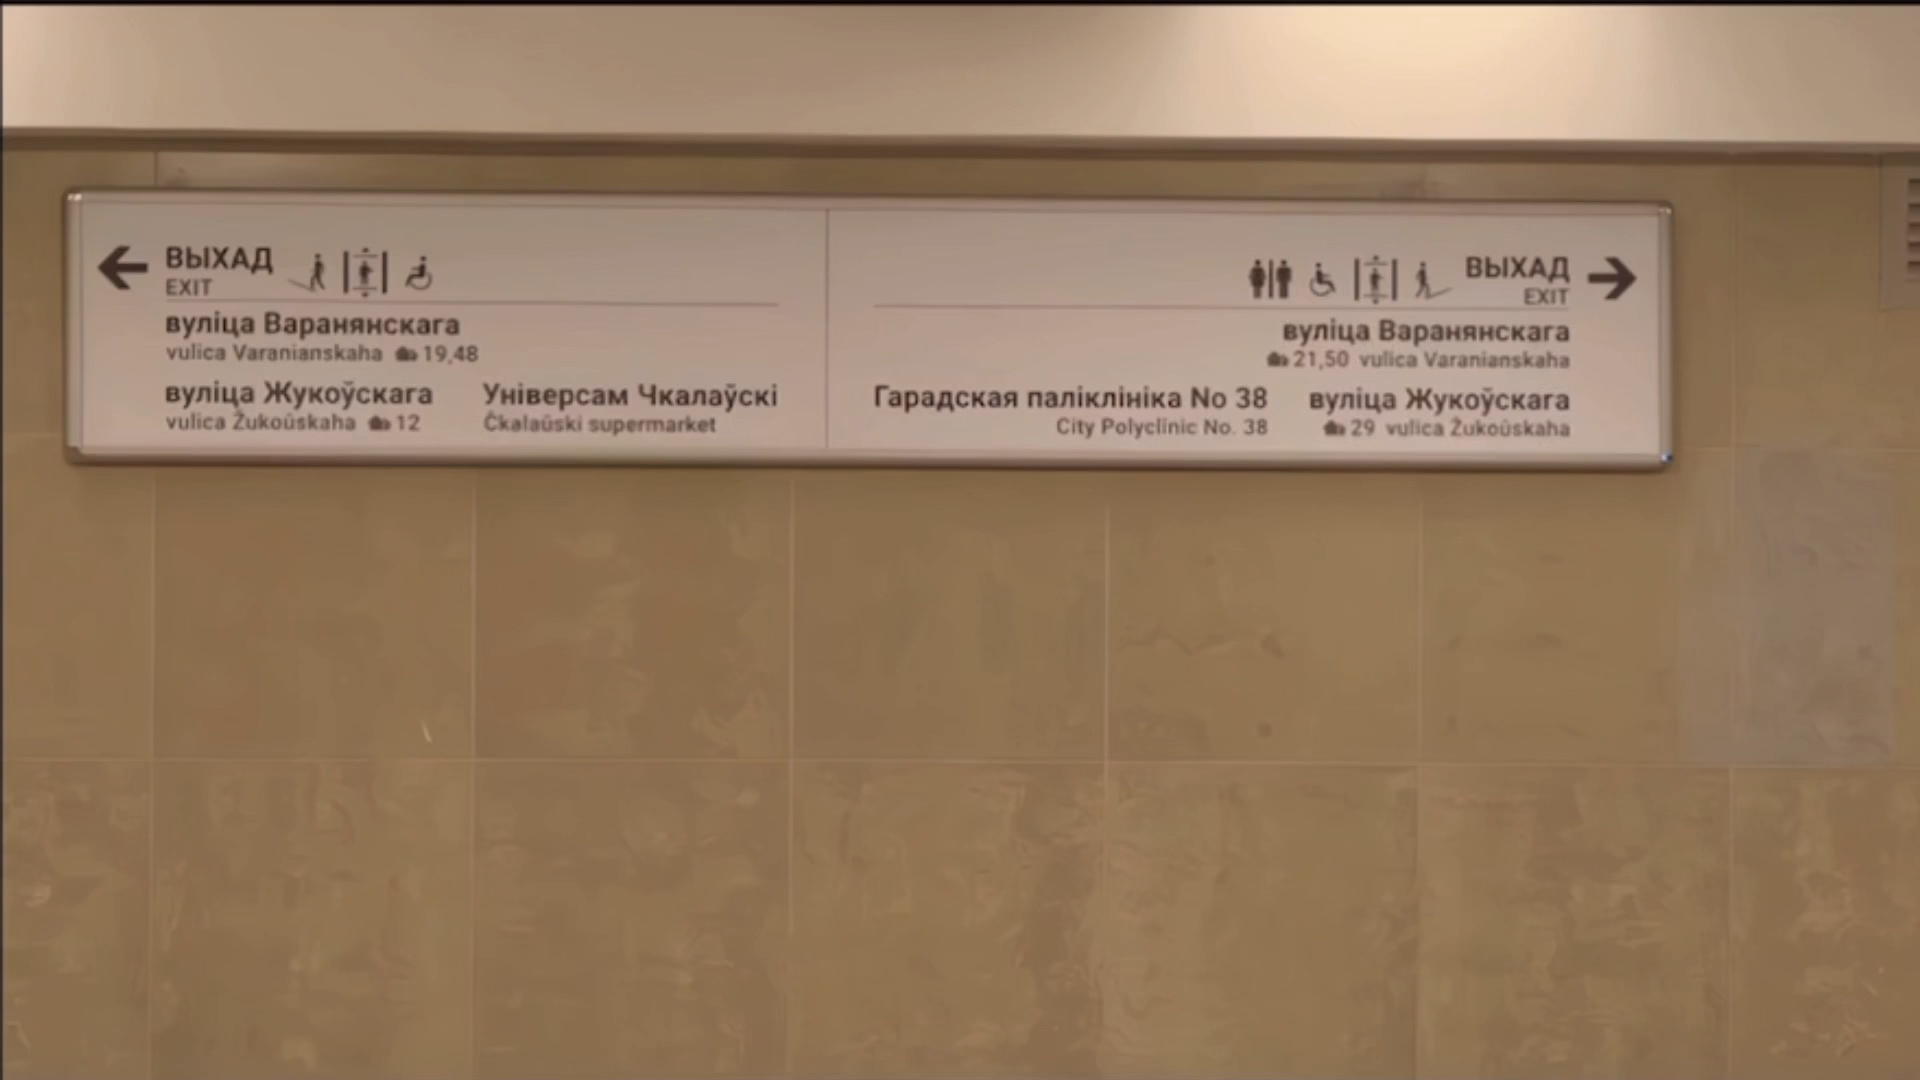 ВЫХАД
EXIT
вуліца Варанянскага
vulica Varanianskaha 19,48
вуліца Жукоўскага
vulica Žukoŭskaha 12
Універсам Чкалаўскі
Čkalaŭski supermarket
ВЫХАД
EXIT
вуліца Варанянскага
21,50 vulica Varanianskaha
Гарадская паліклініка No 38
City Polyclinic No. 38
вуліца Жукоўскага
29 vulica Žukoŭskaha